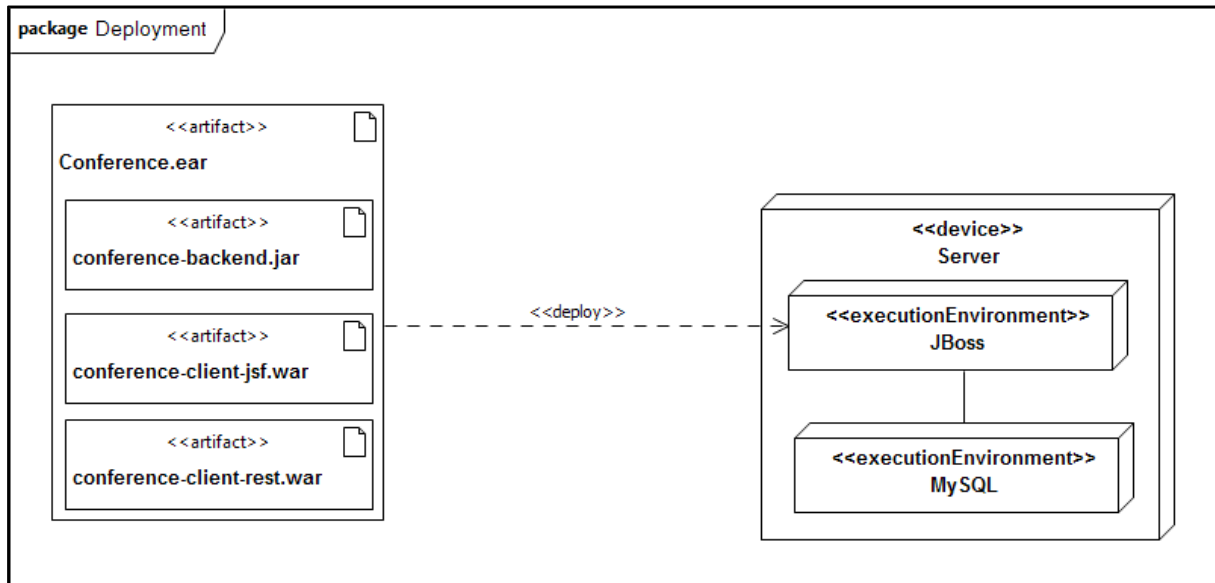 package Deployment
<<artifact>>
Conference.ear
<<artifact>>
conference-backend.jar
<<artifact>>
conference-client-jsf.war
<<artifact>>
conference-client-rest.war
<<deploy>>
<<device>>
Server
<<executionEnvironment>>
JBoss
<<executionEnvironment>>
MySQL